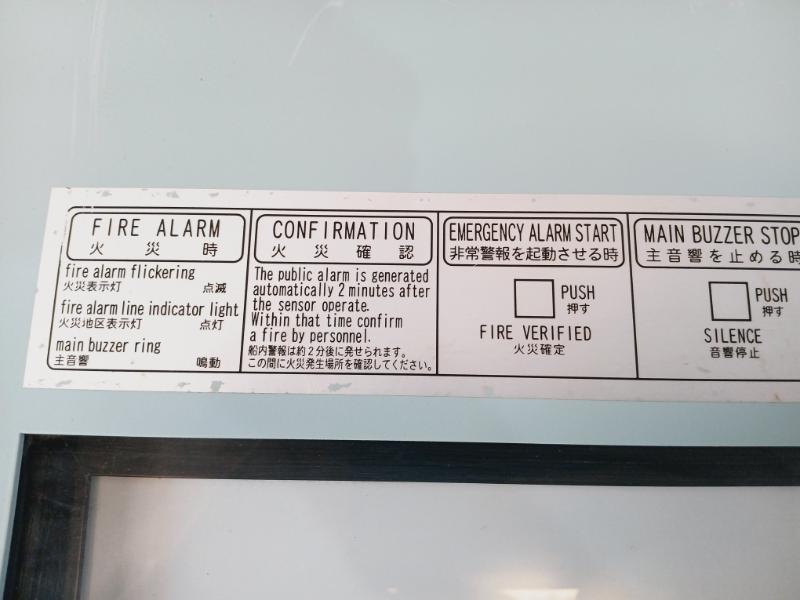 FIRE ALARM
火災時
fire alarm flickering
火災表示灯 点滅
fire alarm line indicator light
火災地区表示灯 点灯
main buzzer ring
主音響 鳴動
CONFIRMATION
火災確認
The public alarm is generated
automatically 2 minutes after
the sensor operate.
Within that time confirm
a fire by personnel.
船内警報は約2分後に発せられます。
この間に火災発生場所を確認してください。
EMERGENCY ALARM START
非常警報を起動させる時
PUSH
押す
FIRE VERIFIED
火災確定
MAIN BUZZER STOP
主音響を止める時
PUSH
押す
SILENCE
音響停止